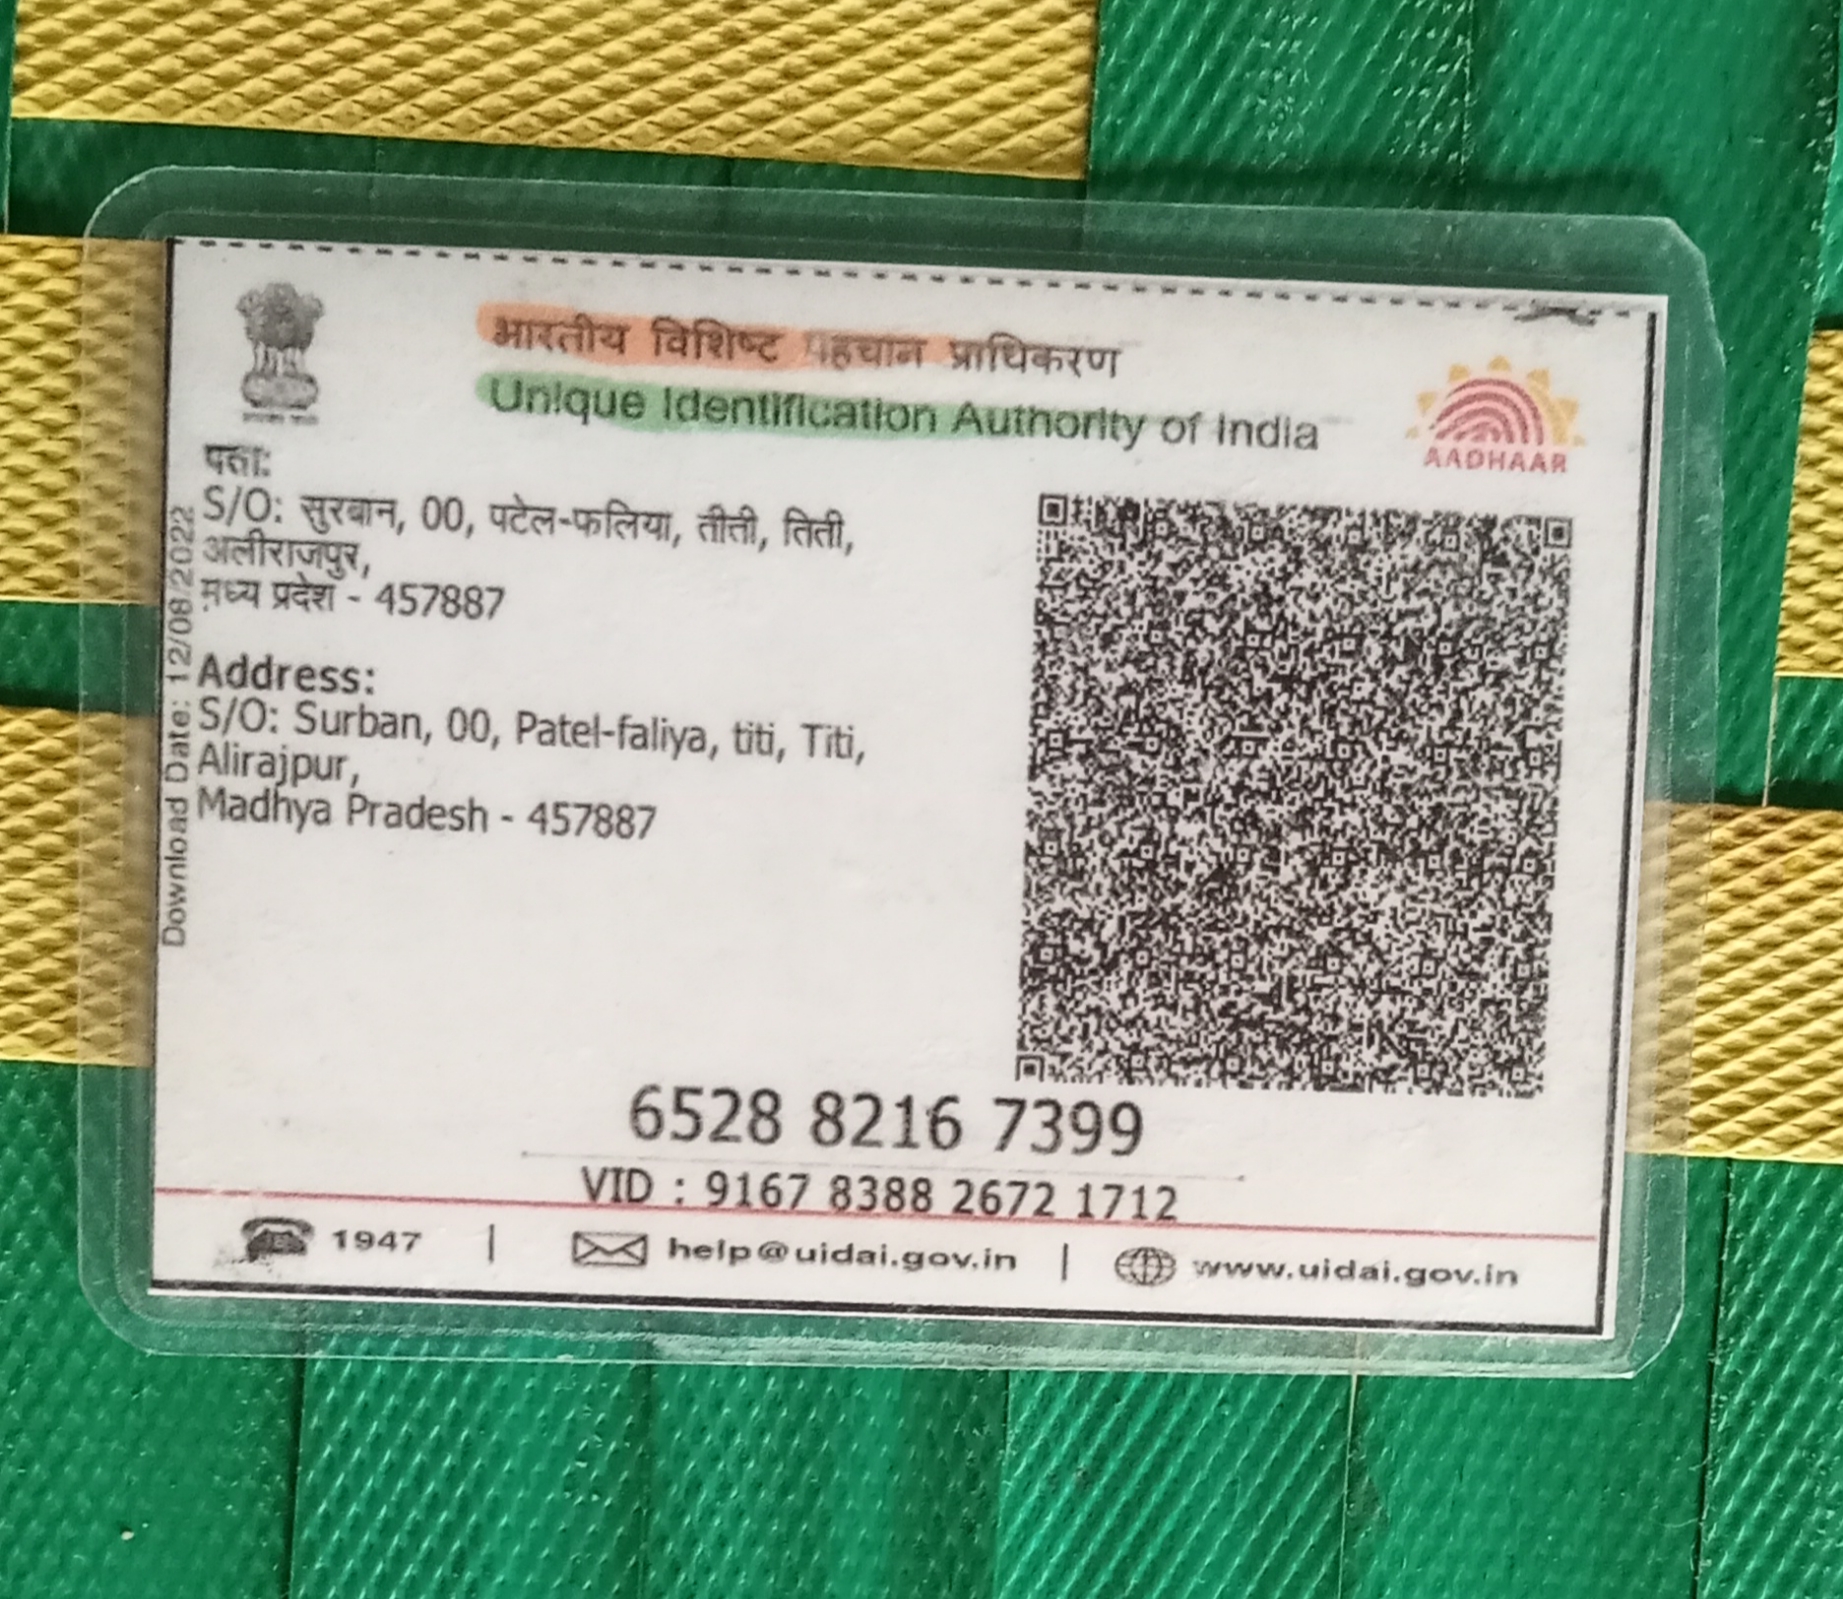 भारतीय विशिष्ट पहचान प्राधिकरण
Unique Identification Authority of India
AADHAAR
पता:
S/O: सुरबान, 00, पटेल-फलिया, तीती, तिती,
अलीराजपुर,
मध्य प्रदेश - 457887
Address:
S/O: Surban, 00, Patel-faliya, titi, Titi,
Alirajpur,
Madhya Pradesh - 457887
Download Date: 12/08/2022
6528 8216 7399
VID : 9167 8388 2672 1712
1947 | help@uidai.gov.in | www.uidai.gov.in